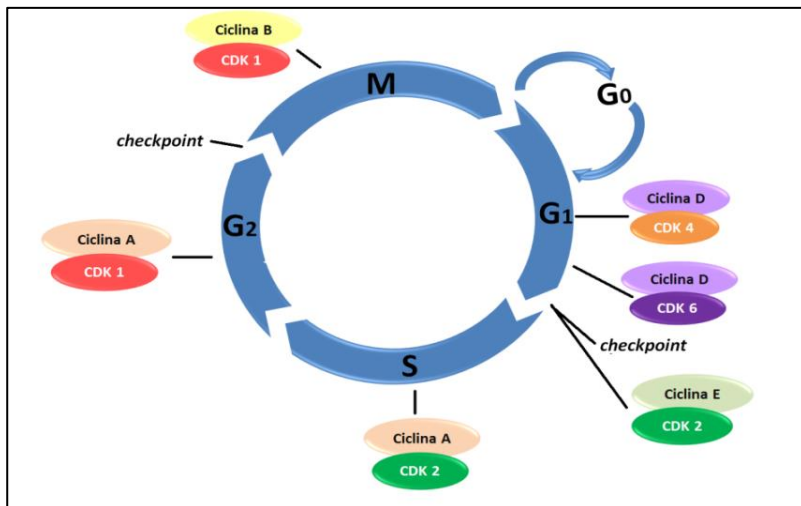 Ciclina B
CDK 1
M
G0
checkpoint
G1
Ciclina D
CDK 4
G2
Ciclina A
CDK 1
Ciclina D
CDK 6
checkpoint
S
Ciclina E
CDK 2
Ciclina A
CDK 2